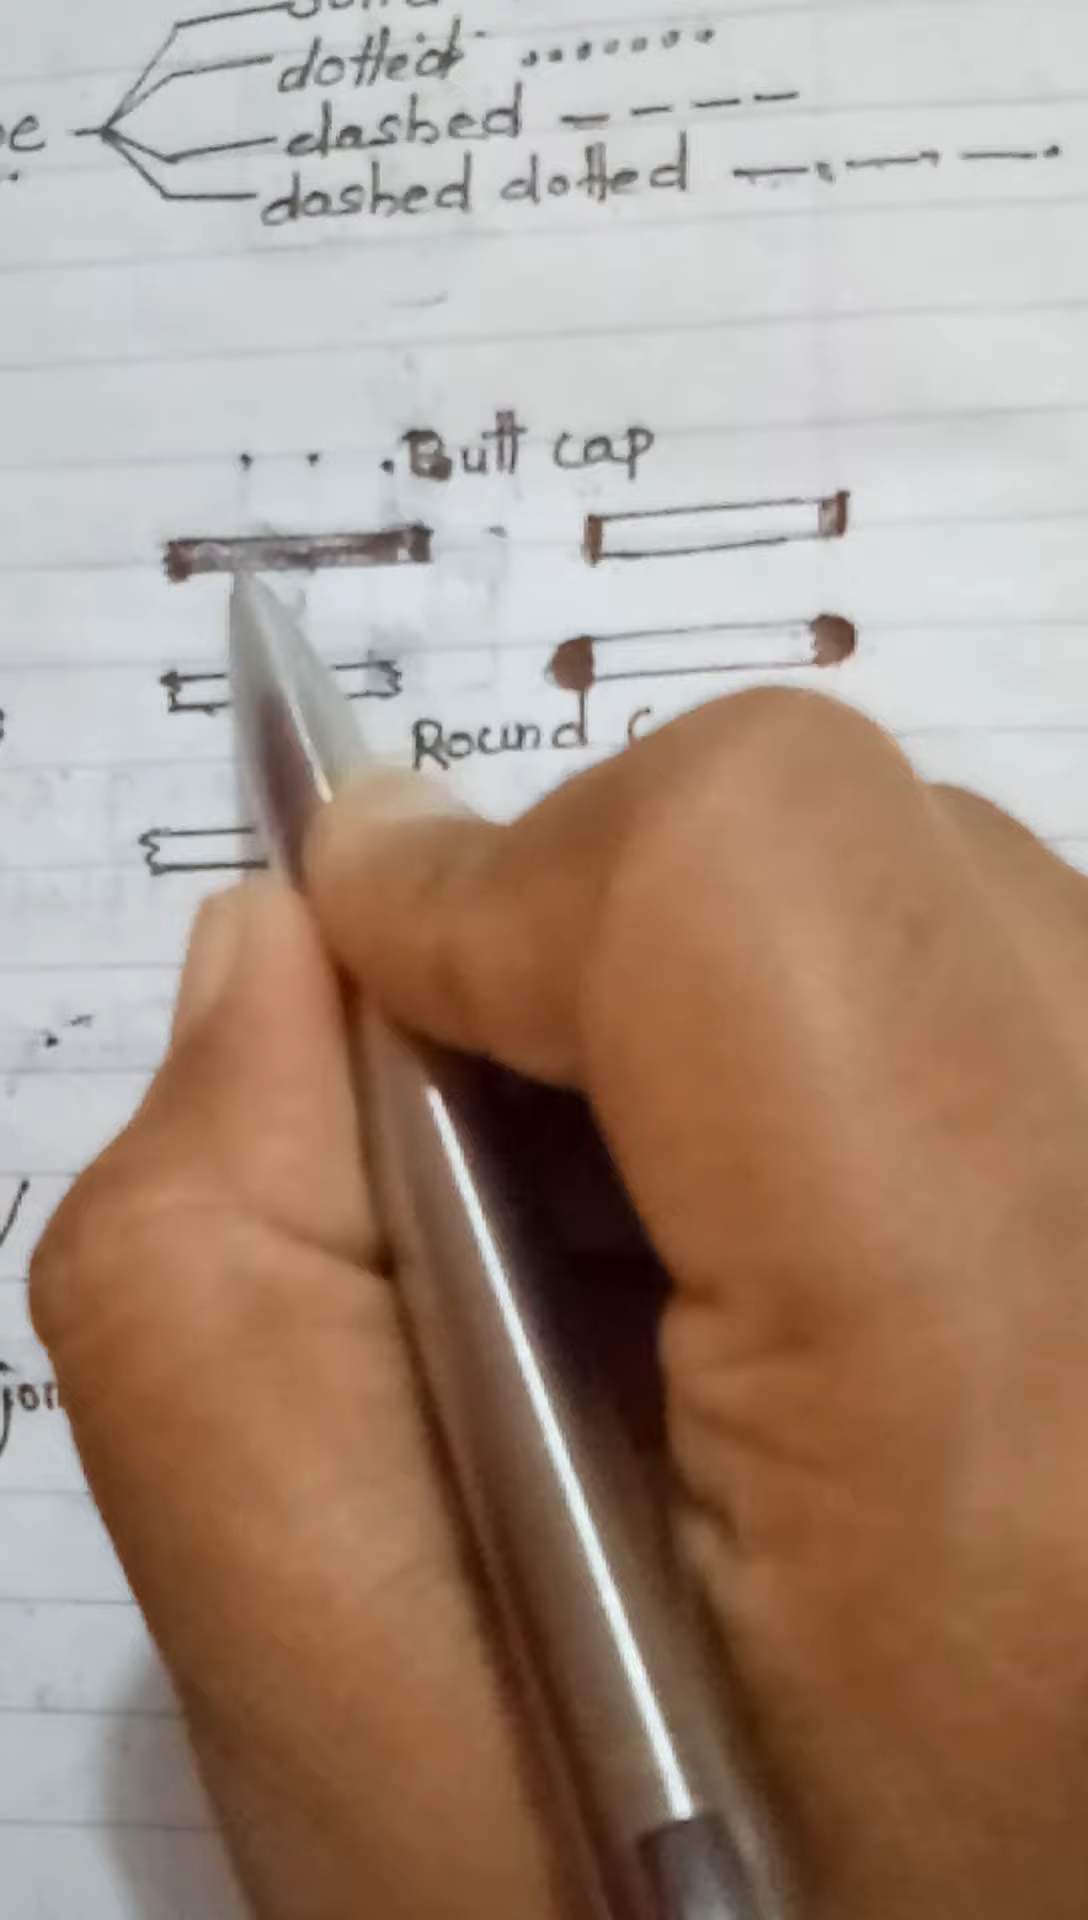 dotted .......
dashed - - - -
dashed dotted —.—.—.
Butt cap
Round